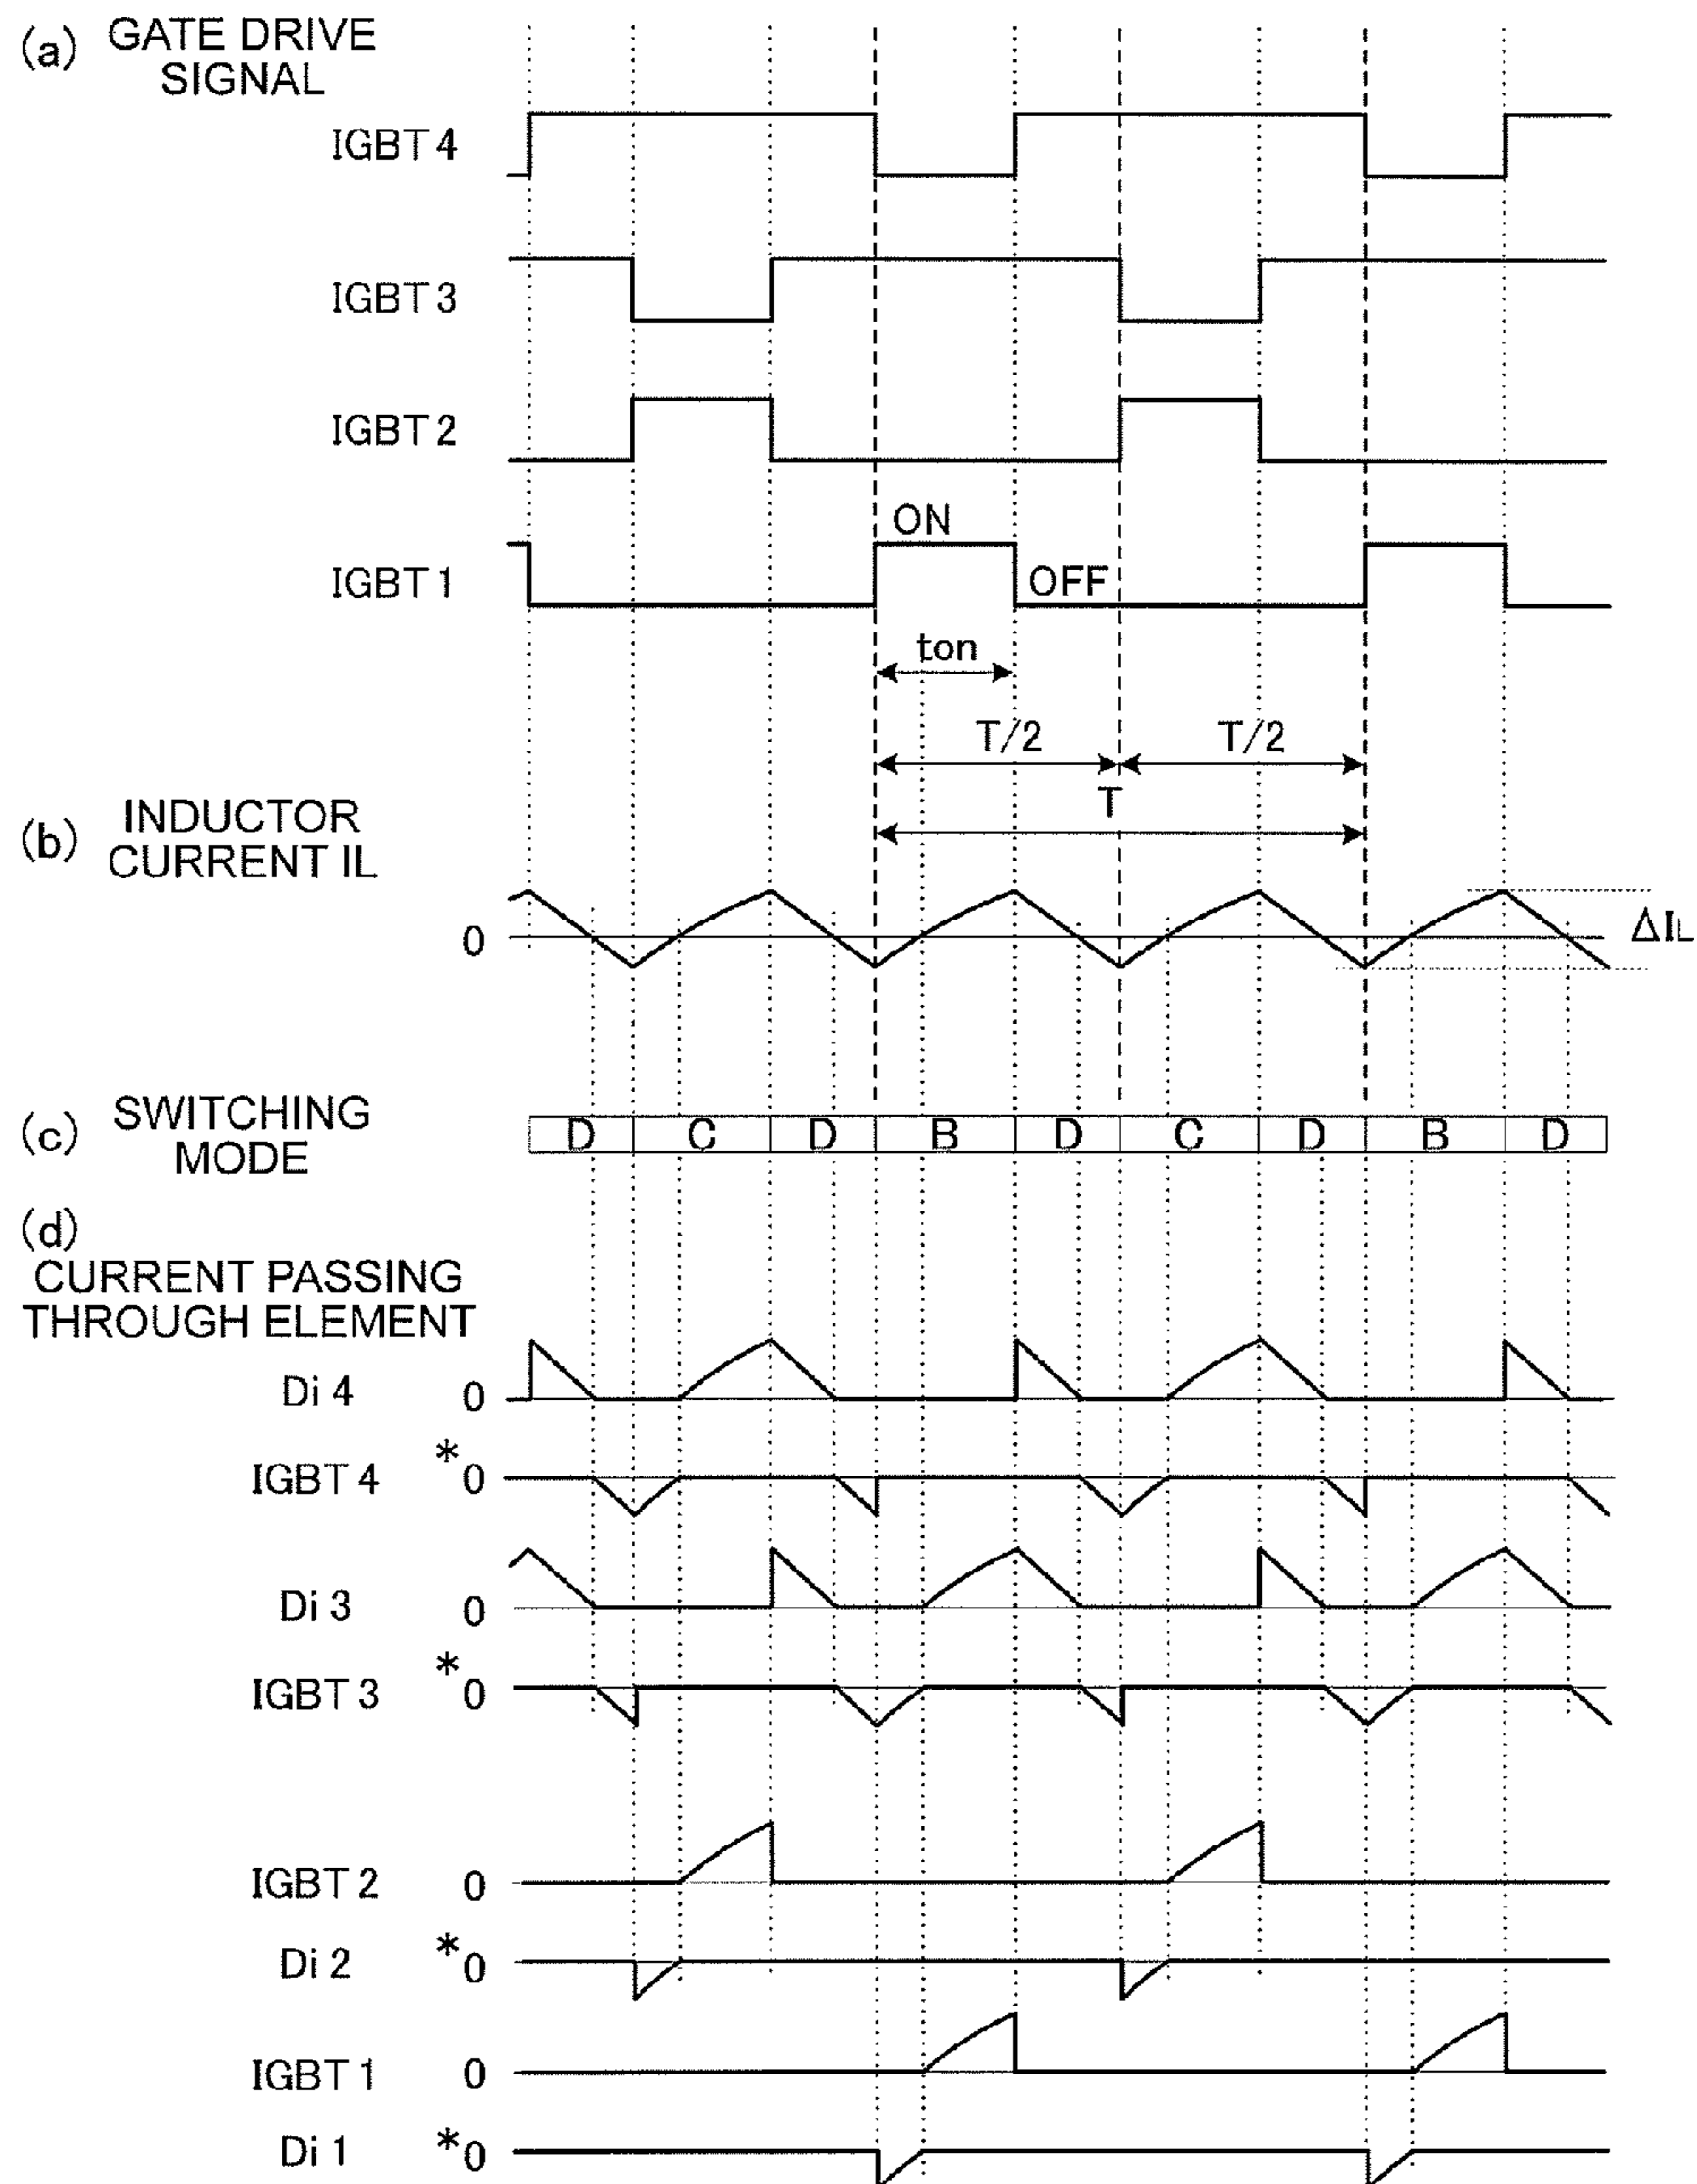 (a) GATE DRIVE
SIGNAL
IGBT 4
IGBT 3
IGBT 2
ON
IGBT 1
OFF
ton
T/2 T/2
T
(b) INDUCTOR
CURRENT IL
0
ΔIL
(c) SWITCHING
MODE
D C D B D C D B D
(d)
CURRENT PASSING
THROUGH ELEMENT
Di 4 0
IGBT 4 *0
Di 3 0
IGBT 3 *0
IGBT 2 0
Di 2 *0
IGBT 1 0
Di 1 *0